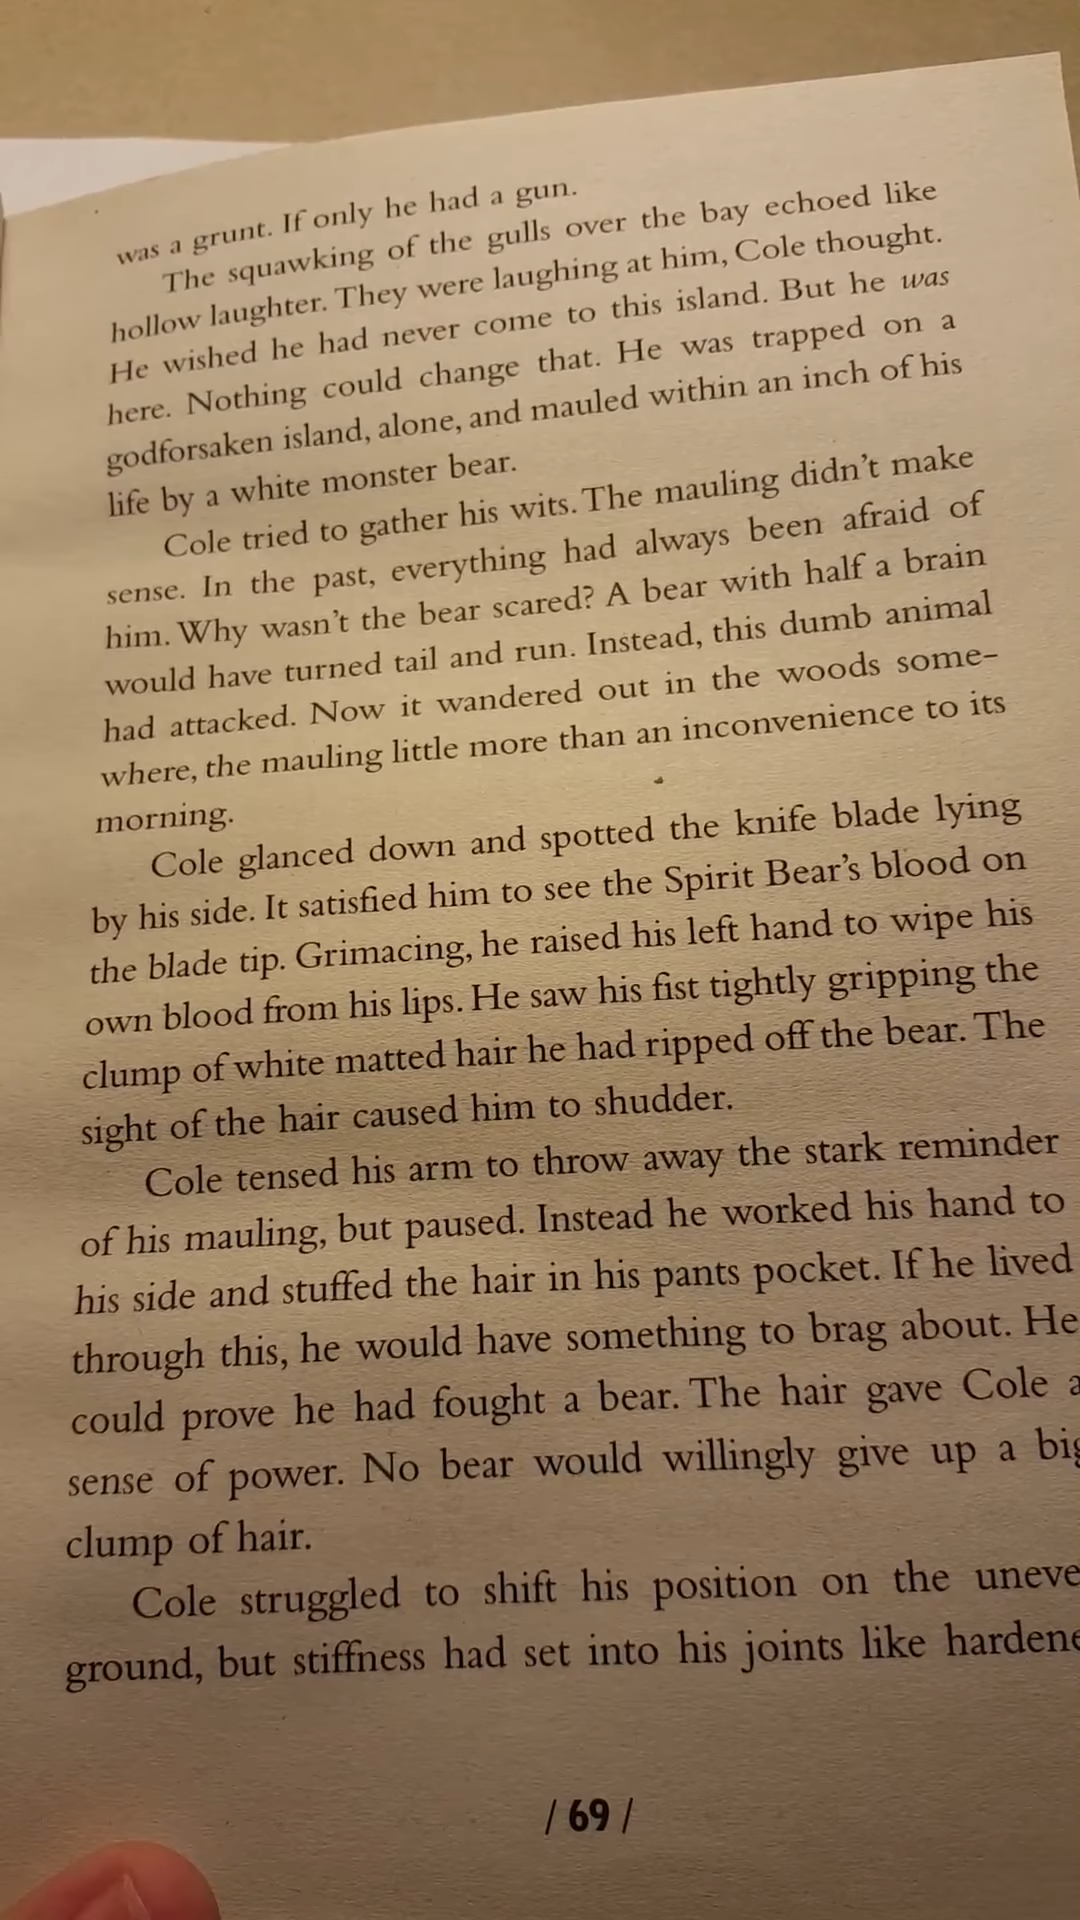 was a grunt. If only he had a gun.
The squawking of the gulls over the bay echoed like
hollow laughter. They were laughing at him, Cole thought.
He wished he had never come to this island. But he was
here. Nothing could change that. He was trapped on a
godforsaken island, alone, and mauled within an inch of his
life by a white monster bear.
Cole tried to gather his wits. The mauling didn't make
sense. In the past, everything had always been afraid of
him. Why wasn't the bear scared? A bear with half a brain
would have turned tail and run. Instead, this dumb animal
had attacked. Now it wandered out in the woods some-
where, the mauling little more than an inconvenience to its
morning.
Cole glanced down and spotted the knife blade lying
by his side. It satisfied him to see the Spirit Bear's blood on
the blade tip. Grimacing, he raised his left hand to wipe his
own blood from his lips. He saw his fist tightly gripping the
clump of white matted hair he had ripped off the bear. The
sight of the hair caused him to shudder.
Cole tensed his arm to throw away the stark reminder
of his mauling, but paused. Instead he worked his hand to
his side and stuffed the hair in his pants pocket. If he lived
through this, he would have something to brag about. He
could prove he had fought a bear. The hair gave Cole a
sense of power. No bear would willingly give up a big
clump of hair.
Cole struggled to shift his position on the uneve
ground, but stiffness had set into his joints like hardene
/ 69 /